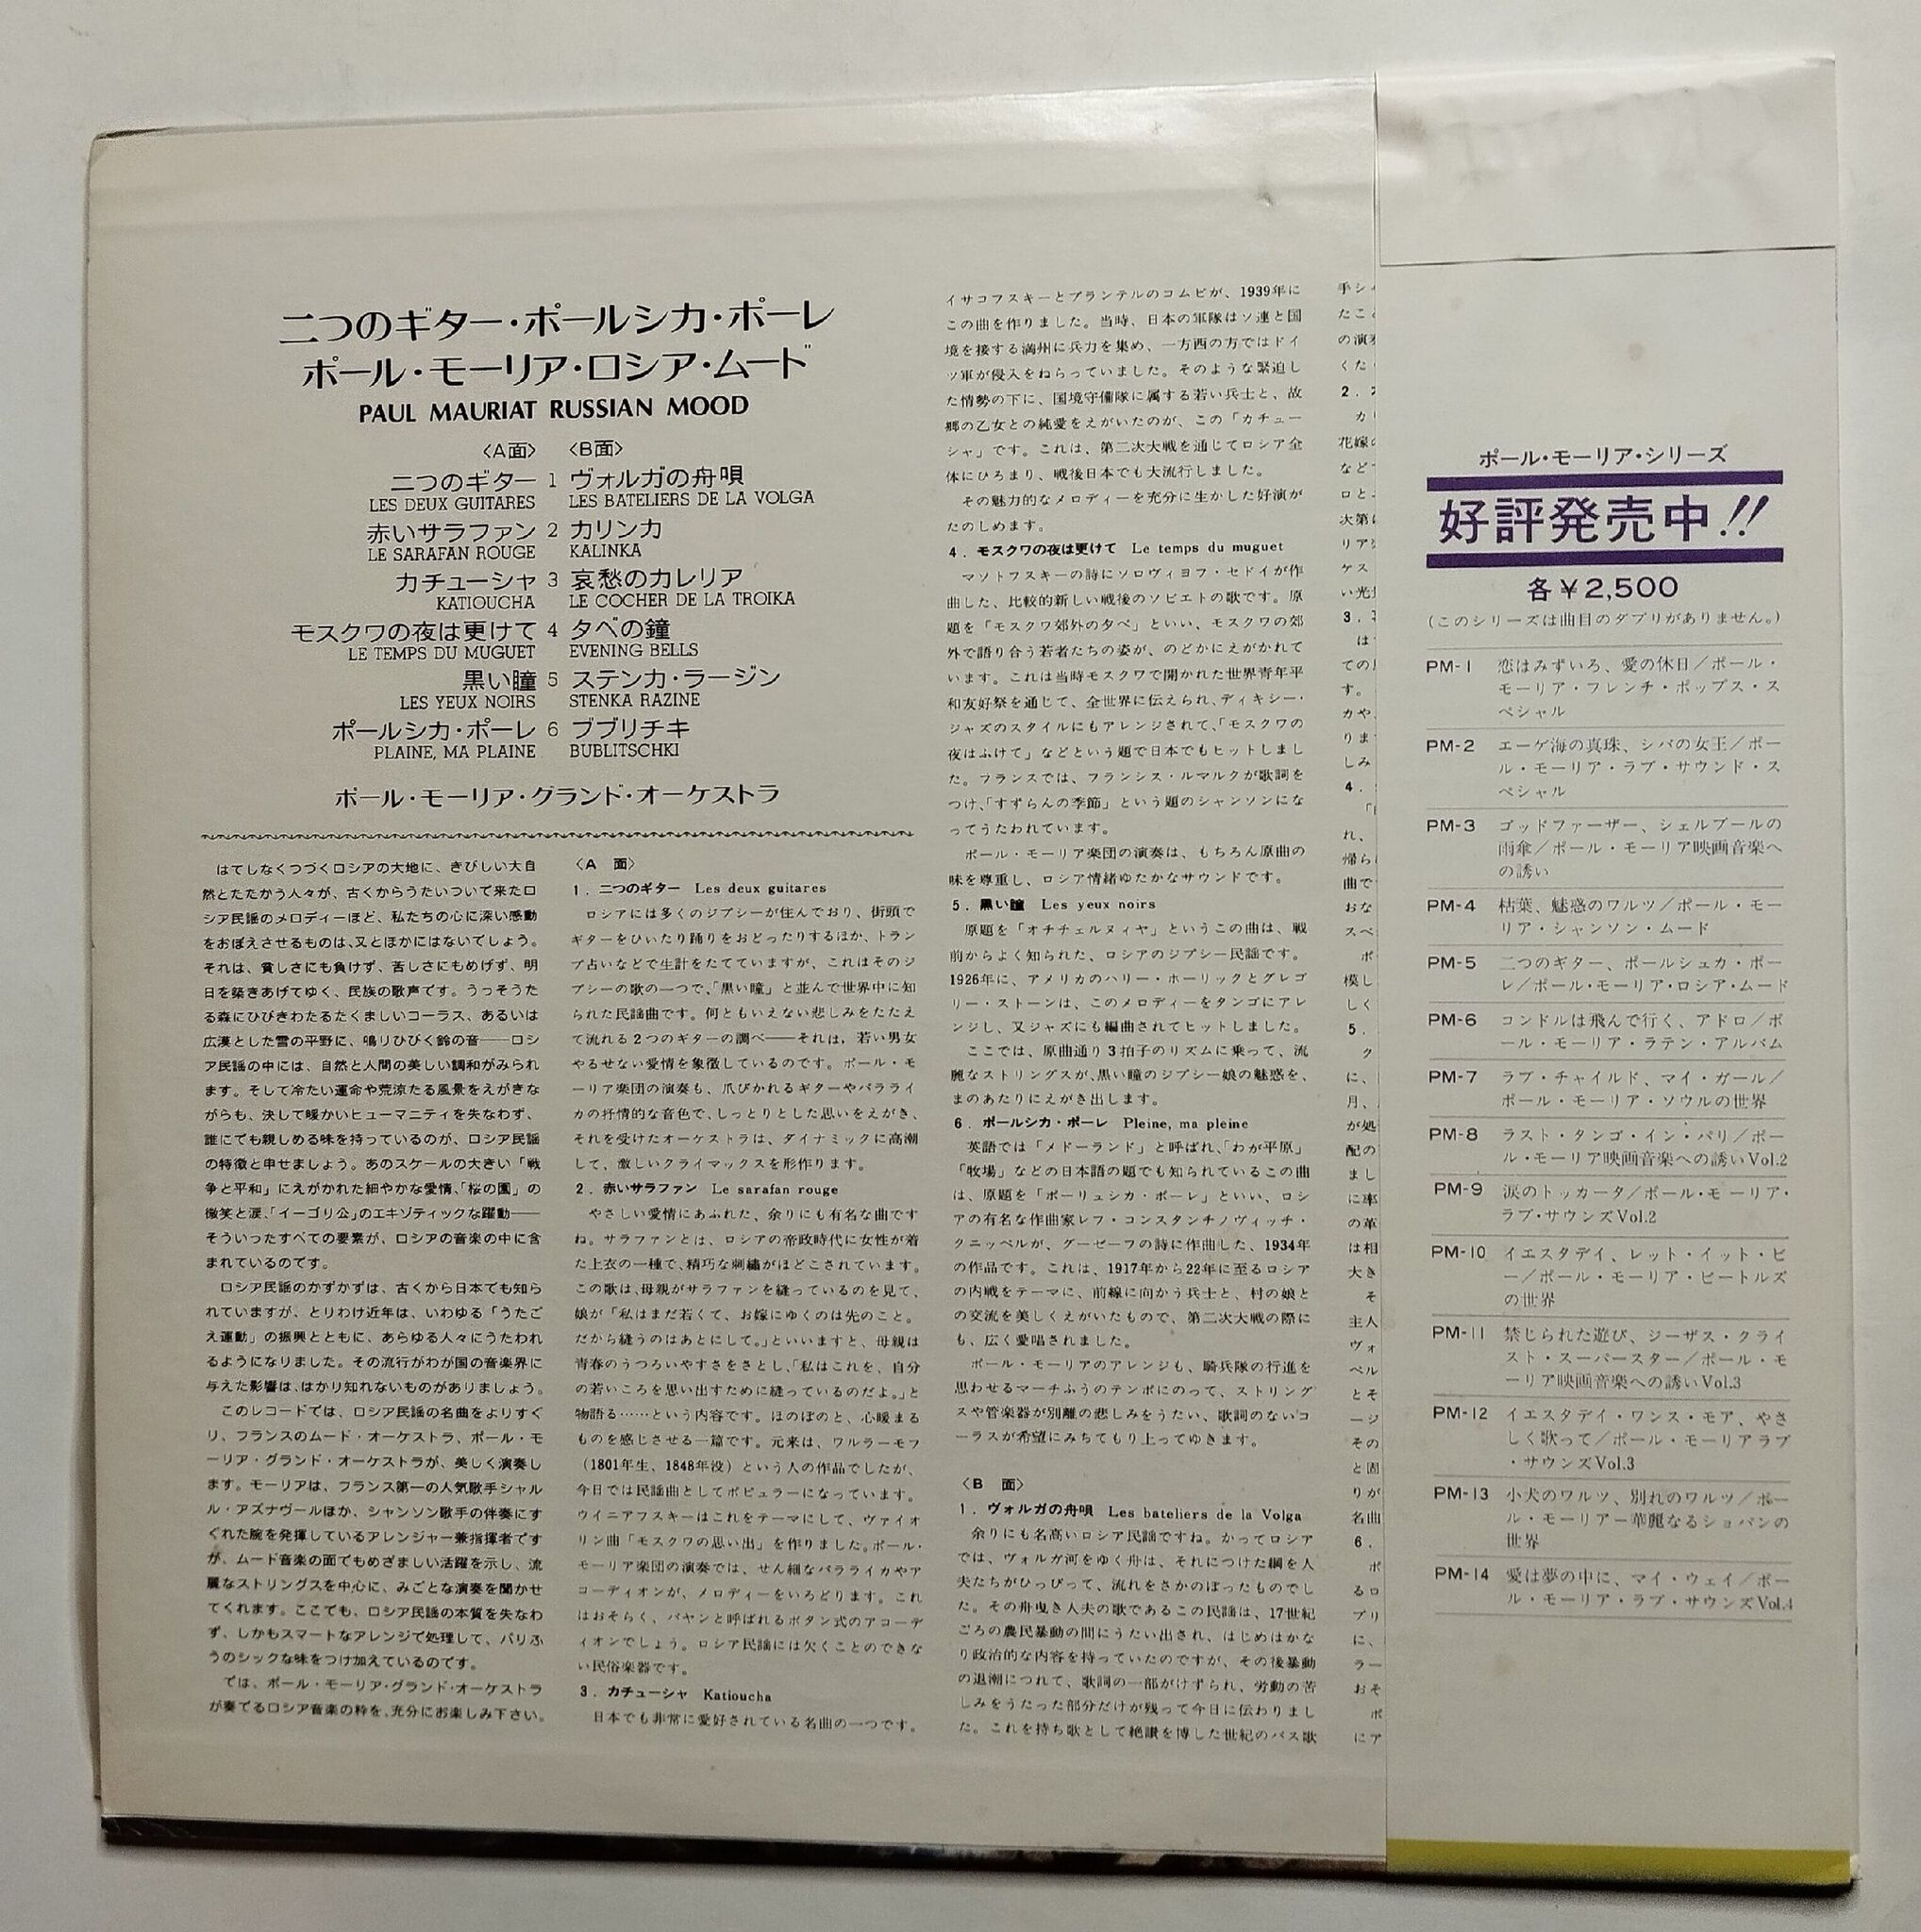 二つのギター・ポールシカ・ポーレ
ポール・モーリア・ロシア・ムード
PAUL MAURIAT RUSSIAN MOOD
〈A面〉 〈B面〉
二つのギター 1 ヴォルガの舟唄
LES DEUX GUITARES LES BATELIERS DE LA VOLGA
赤いサラファン 2 カリンカ
LE SARAFAN ROUGE KALINKA
カチューシャ 3 哀愁のカレリア
KATIOUCHA LE COCHER DE LA TROIKA
モスクワの夜は更けて 4 夕べの鐘
LE TEMPS DU MUGUET EVENING BELLS
黒い瞳 5 ステンカ・ラージン
LES YEUX NOIRS STENKA RAZINE
ポールシカ・ポーレ 6 ブブリチキ
PLAINE, MA PLAINE BUBLITSCHKI
ポール・モーリア・グランド・オーケストラ
はてしなくつづくロシアの大地に、きびしい大自
然とたたかう人々が、古くからうたいついて来たロ
シア民謡のメロディーほど、私たちの心に深い感動
をおぼえさせるものは、又とほかにはないでしょう。
それは、貧しさにも負けず、苦しさにもめげず、明
日を築きあげてゆく、民族の歌声です。うっそうた
る森にひびきわたるたくましいコーラス、あるいは
広漠とした雪の平野に、鳴りひびく鈴の音――ロシ
ア民謡の中には、自然と人間の美しい調和がみられ
ます。そして冷たい運命や荒涼たる風景をえがきな
がらも、決して暖かいヒューマニティを失なわず、
誰にでも親しめる味を持っているのが、ロシア民謡
の特徴と申せましょう。あのスケールの大きい「戦
争と平和」にえがかれた細やかな愛情、「桜の園」の
微笑と涙、「イーゴリ公」のエキゾティックな躍動――
そういったすべての要素が、ロシアの音楽の中に含
まれているのです。
ロシア民謡のかずかずは、古くから日本でも知ら
れていますが、とりわけ近年は、いわゆる「うたご
え運動」の振興とともに、あらゆる人々にうたわれ
るようになりました。その流行がわが国の音楽界に
与えた影響は、はかり知れないものがありましょう。
このレコードでは、ロシア民謡の名曲をよりすぐ
り、フランスのムード・オーケストラ、ポール・モ
ーリア・グランド・オーケストラが、美しく演奏し
ます。モーリアは、フランス第一の人気歌手シャル
ル・アズナヴールほか、シャンソン歌手の伴奏にす
ぐれた腕を発揮しているアレンジャー兼指揮者です
が、ムード音楽の面でもめざましい活躍を示し、流
麗なストリングスを中心に、みごとな演奏を聞かせ
てくれます。ここでも、ロシア民謡の本質を失なわ
ず、しかもスマートなアレンジで処理して、パリふ
うのシックな味をつけ加えているのです。
では、ポール・モーリア・グランド・オーケストラ
が奏でるロシア音楽の粋を、充分にお楽しみ下さい。
〈A 面〉
1．二つのギター Les deux guitares
ロシアには多くのジプシーが住んでおり、街頭で
ギターをひいたり踊りをおどったりするほか、トラン
プ占いなどで生計をたてていますが、これはそのジ
プシーの歌の一つで、「黒い瞳」と並んで世界中に知
られた民謡曲です。何ともいえない悲しみをたたえ
て流れる2つのギターの調べ――それは，若い男女
やるせない愛情を象徴しているのです。ポール・モ
ーリア楽団の演奏も、爪びかれるギターやバラライ
カの抒情的な音色で、しっとりとした思いをえがき、
それを受けたオーケストラは、ダイナミックに高潮
して、激しいクライマックスを形作ります。
2．赤いサラファン Le sarafan rouge
やさしい愛情にあふれた、余りにも有名な曲です
ね。サラファンとは、ロシアの帝政時代に女性が着
た上衣の一種で、精巧な刺繡がほどこされています。
この歌は、母親がサラファンを縫っているのを見て、
娘が「私はまだ若くて、お嫁にゆくのは先のこと。
だから縫うのはあとにして。」といいますと、母親は
青春のうつろいやすさをさとし、「私はこれを、自分
の若いころを思い出すために縫っているのだよ。」と
物語る……という内容です。ほのぼのと、心暖まる
ものを感じさせる一篇です。元来は、ワルラーモフ
（1801年生、1848年役）という人の作品でしたが、
今日では民謡曲としてポピュラーになっています。
ウイニアフスキーはこれをテーマにして、ヴァイオ
リン曲「モスクワの思い出」を作りました。ポール・
モーリア楽団の演奏では、せん細なバラライカやア
コーディオンが、メロディーをいろどります。これ
はおそらく、バヤンと呼ばれるボタン式のアコーデ
ィオンでしょう。ロシア民謡には欠くことのできな
い民俗楽器です。
3．カチューシャ Katioucha
日本でも非常に愛好されている名曲の一つです。
イサコフスキーとブランテルのコムビが、1939年に
この曲を作りました。当時、日本の軍隊はソ連と国
境を接する満州に兵力を集め、一方西の方ではドイ
ツ軍が侵入をねらっていました。そのような緊迫し
た情勢の下に、国境守備隊に属する若い兵士と、故
郷の乙女との純愛をえがいたのが、この「カチュー
シャ」です。これは、第二次大戦を通じてロシア全
体にひろまり、戦後日本でも大流行しました。
その魅力的なメロディーを充分に生かした好演が
たのしめます。
4．モスクワの夜は更けて Le temps du muguet
マソトフスキーの詩にソロヴィヨフ・セドイが作
曲した、比較的新しい戦後のソビエトの歌です。原
題を「モスクワ郊外の夕べ」といい、モスクワの郊
外で語り合う若者たちの姿が、のどかにえがかれて
います。これは当時モスクワで開かれた世界青年平
和友好祭を通じて、全世界に伝えられ、ディキシー・
ジャズのスタイルにもアレンジされて、「モスクワの
夜はふけて」などという題で日本でもヒットしまし
た。フランスでは、フランシス・ルマルクが歌詞を
つけ、「すずらんの季節」という題のシャンソンにな
ってうたわれています。
ポール・モーリア楽団の演奏は、もちろん原曲の
味を尊重し、ロシア情緒ゆたかなサウンドです。
5．黒い瞳 Les yeux noirs
原題を「オチチェルヌィヤ」というこの曲は、戦
前からよく知られた、ロシアのジプシー民謡です。
1926年に、アメリカのハリー・ホーリックとグレゴ
リー・ストーンは、このメロディーをタンゴにアレ
ンジし、又ジャズにも編曲されてヒットしました。
ここでは、原曲通り3拍子のリズムに乗って、流
麗なストリングスが、黒い瞳のジプシー娘の魅惑を、
まのあたりにえがき出します。
6．ポールシカ・ポーレ Pleine, ma pleine
英語では「メドーランド」と呼ばれ、「わが平原」
「牧場」などの日本語の題でも知られているこの曲
は、原題を「ポーリュシカ・ポーレ」といい、ロシ
アの有名な作曲家レフ・コンスタンチノヴィッチ・
クニッペルが、グーセーフの詩に作曲した、1934年
の作品です。これは、1917年から22年に至るロシア
の内戦をテーマに、前線に向かう兵士と、村の娘と
の交流を美しくえがいたもので、第二次大戦の際に
も、広く愛唱されました。
ポール・モーリアのアレンジも、騎兵隊の行進を
思わせるマーチふうのテンポにのって、ストリング
スや管楽器が別離の悲しみをうたい、歌詞のないコ
ーラスが希望にみちてもり上ってゆきます。
〈B 面〉
1．ヴォルガの舟唄 Les bateliers de la Volga
余りにも名高いロシア民謡ですね。かってロシア
では、ヴォルガ河をゆく舟は、それにつけた綱を人
夫たちがひっぱって、流れをさかのぼったものでし
た。その舟曳き人夫の歌であるこの民謡は、17世紀
ごろの農民暴動の間にうたい出され、はじめはかな
り政治的な内容を持っていたのですが、その後暴動
の退潮につれて、歌詞の一部がけずられ、労動の苦
しみをうたった部分だけが残って今日に伝わりまし
た。これを持ち歌として絶讃を博した世紀のバス歌
ポール・モーリア・シリーズ
好評発売中!!
各￥2,500
(このシリーズは曲目のダブリがありません。)
PM-1 恋はみずいろ、愛の休日／ポール・
モーリア・フレンチ・ポップス・ス
ペシャル
PM-2 エーゲ海の真珠、シバの女王／ポー
ル・モーリア・ラブ・サウンド・ス
ペシャル
PM-3 ゴッドファーザー、シェルブールの
雨傘／ポール・モーリア映画音楽へ
の誘い
PM-4 枯葉、魅惑のワルツ／ポール・モー
リア・シャンソン・ムード
PM-5 二つのギター、ポールシュカ・ポー
レ／ポール・モーリア・ロシア・ムード
PM-6 コンドルは飛んで行く、アドロ／ポ
ール・モーリア・ラテン・アルバム
PM-7 ラブ・チャイルド、マイ・ガール／
ポール・モーリア・ソウルの世界
PM-8 ラスト・タンゴ・イン・パリ／ポー
ル・モーリア映画音楽への誘いVol.2
PM-9 涙のトッカータ／ポール・モーリア・
ラブ・サウンズVol.2
PM-10 イエスタデイ、レット・イット・ビ
ー／ポール・モーリア・ビートルズ
の世界
PM-11 禁じられた遊び、ジーザス・クライ
スト・スーパースター／ポール・モ
ーリア映画音楽への誘いVol.3
PM-12 イエスタデイ・ワンス・モア、やさ
しく歌って／ポール・モーリアラブ
・サウンズVol.3
PM-13 小犬のワルツ、別れのワルツ／ポー
ル・モーリアー華麗なるショパンの
世界
PM-14 愛は夢の中に、マイ・ウェイ／ポー
ル・モーリア・ラブ・サウンズVol.4